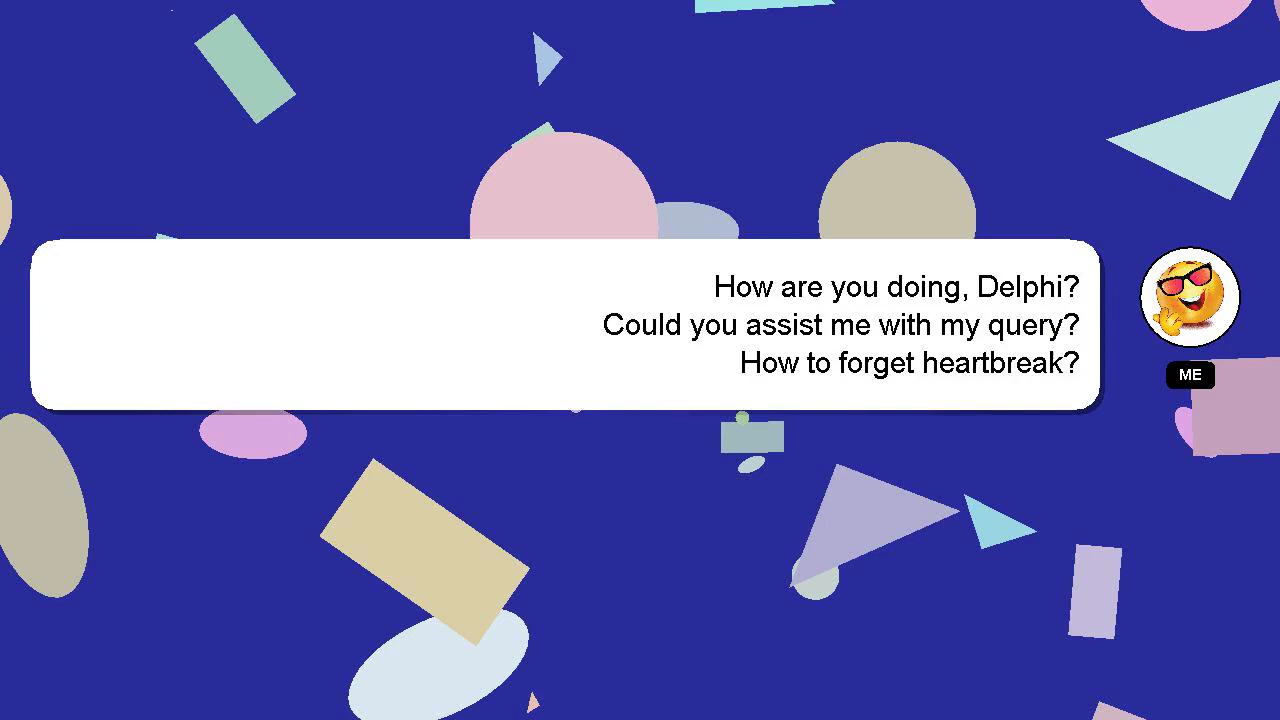 How are you doing, Delphi?
Could you assist me with my query?
How to forget heartbreak?
ME